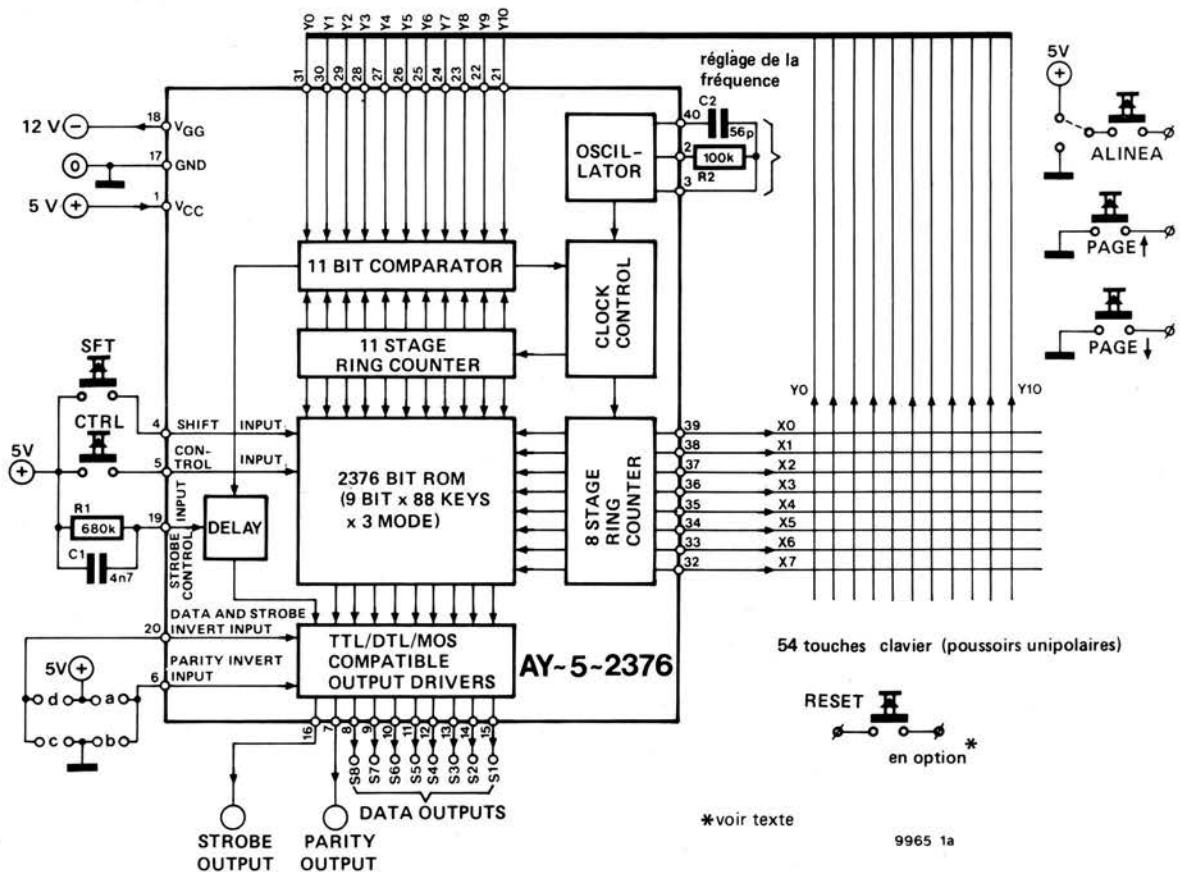 Y0 Y1 Y2 Y3 Y4 Y5 Y6 Y7 Y8 Y9 Y10
31 30 29 28 27 26 25 24 23 22 21
réglage de la
fréquence
5V
+
C2
56p
40
OSCIL-
LATOR
2
100k
R2
3
ALINEA
12 V
−
18
VGG
0
17
GND
5 V
+
1
VCC
PAGE ↑
11 BIT COMPARATOR
CLOCK
CONTROL
PAGE ↓
11 STAGE
RING COUNTER
SFT
CTRL
Y0
Y10
4
SHIFT INPUT
5
CON-
TROL
INPUT
5V
+
2376 BIT ROM
(9 BIT x 88 KEYS
x 3 MODE)
8 STAGE
RING
COUNTER
39 X0
38 X1
37 X2
36 X3
35 X4
34 X5
33 X6
32 X7
R1
680k
C1
4n7
19
STROBE
CONTROL
INPUT
DELAY
DATA AND STROBE
20
INVERT INPUT
PARITY INVERT
6
INPUT
5V
+
d
a
c
b
TTL/DTL/MOS
COMPATIBLE
OUTPUT DRIVERS
AY-5-2376
54 touches clavier (poussoirs unipolaires)
RESET
en option*
16 7 8 9 10 11 12 13 14 15
S8 S7 S6 S5 S4 S3 S2 S1
DATA OUTPUTS
STROBE
OUTPUT
PARITY
OUTPUT
*voir texte
9965 1a